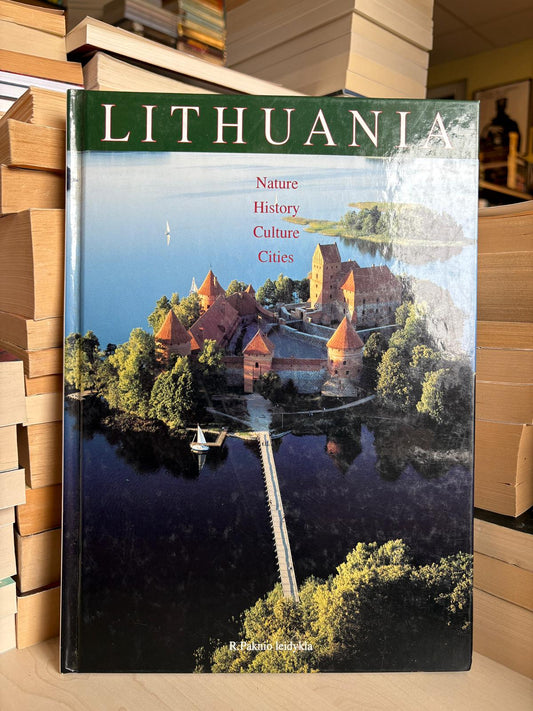 LITHUANIA
Nature
History
Culture
Cities
R.Paknio leidykla